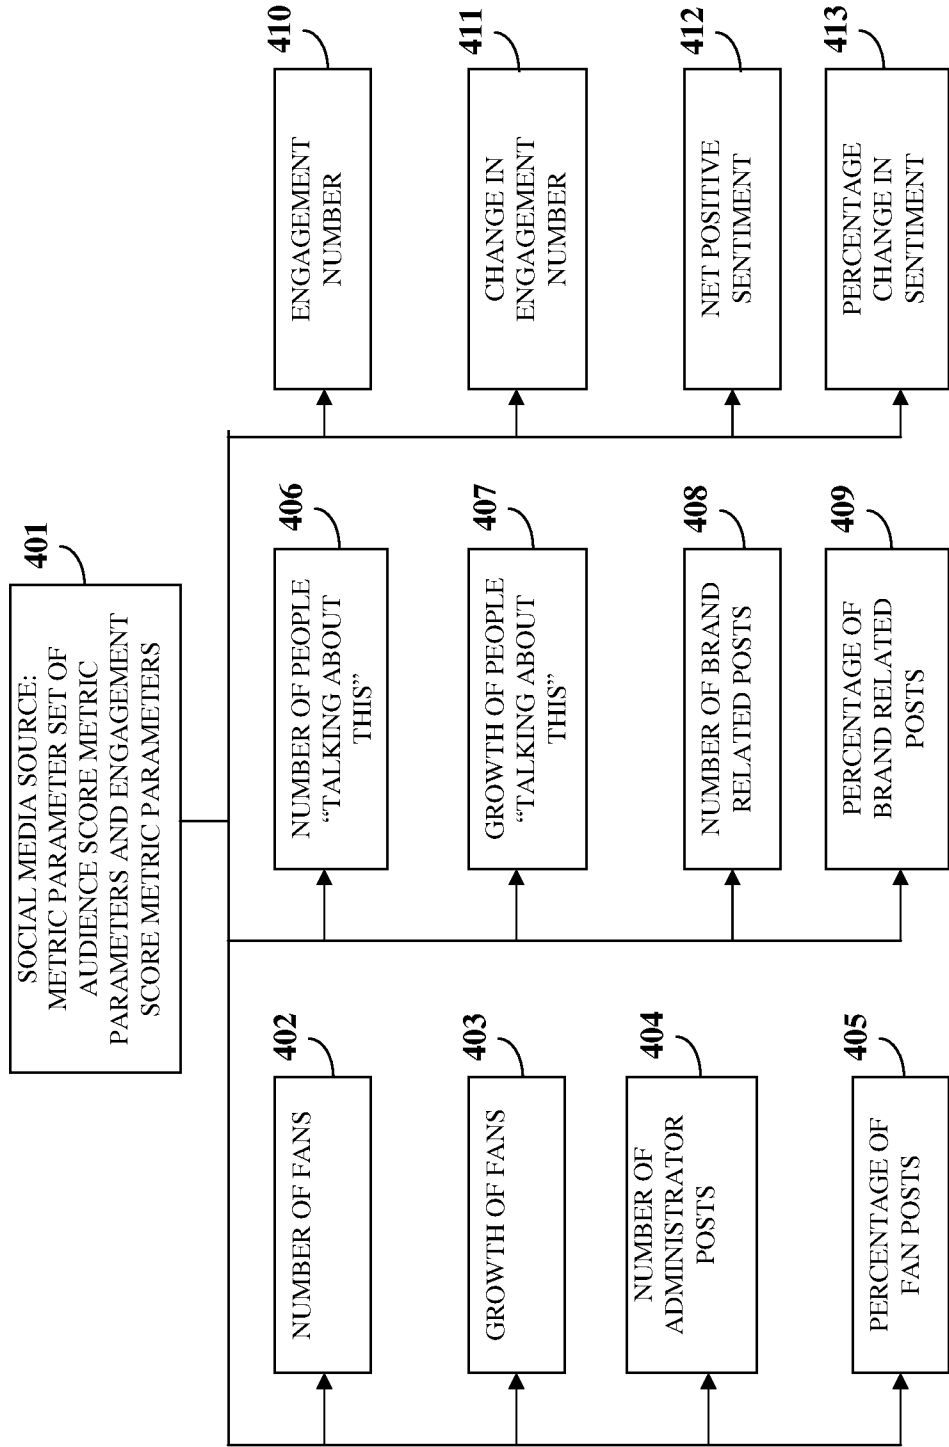 401
SOCIAL MEDIA SOURCE:
METRIC PARAMETER SET OF
AUDIENCE SCORE METRIC
PARAMETERS AND ENGAGEMENT
SCORE METRIC PARAMETERS
402
NUMBER OF FANS
403
GROWTH OF FANS
404
NUMBER OF
ADMINISTRATOR
POSTS
405
PERCENTAGE OF
FAN POSTS
406
NUMBER OF PEOPLE
“TALKING ABOUT
THIS”
407
GROWTH OF PEOPLE
“TALKING ABOUT
THIS”
408
NUMBER OF BRAND
RELATED POSTS
409
PERCENTAGE OF
BRAND RELATED
POSTS
410
ENGAGEMENT
NUMBER
411
CHANGE IN
ENGAGEMENT
NUMBER
412
NET POSITIVE
SENTIMENT
413
PERCENTAGE
CHANGE IN
SENTIMENT